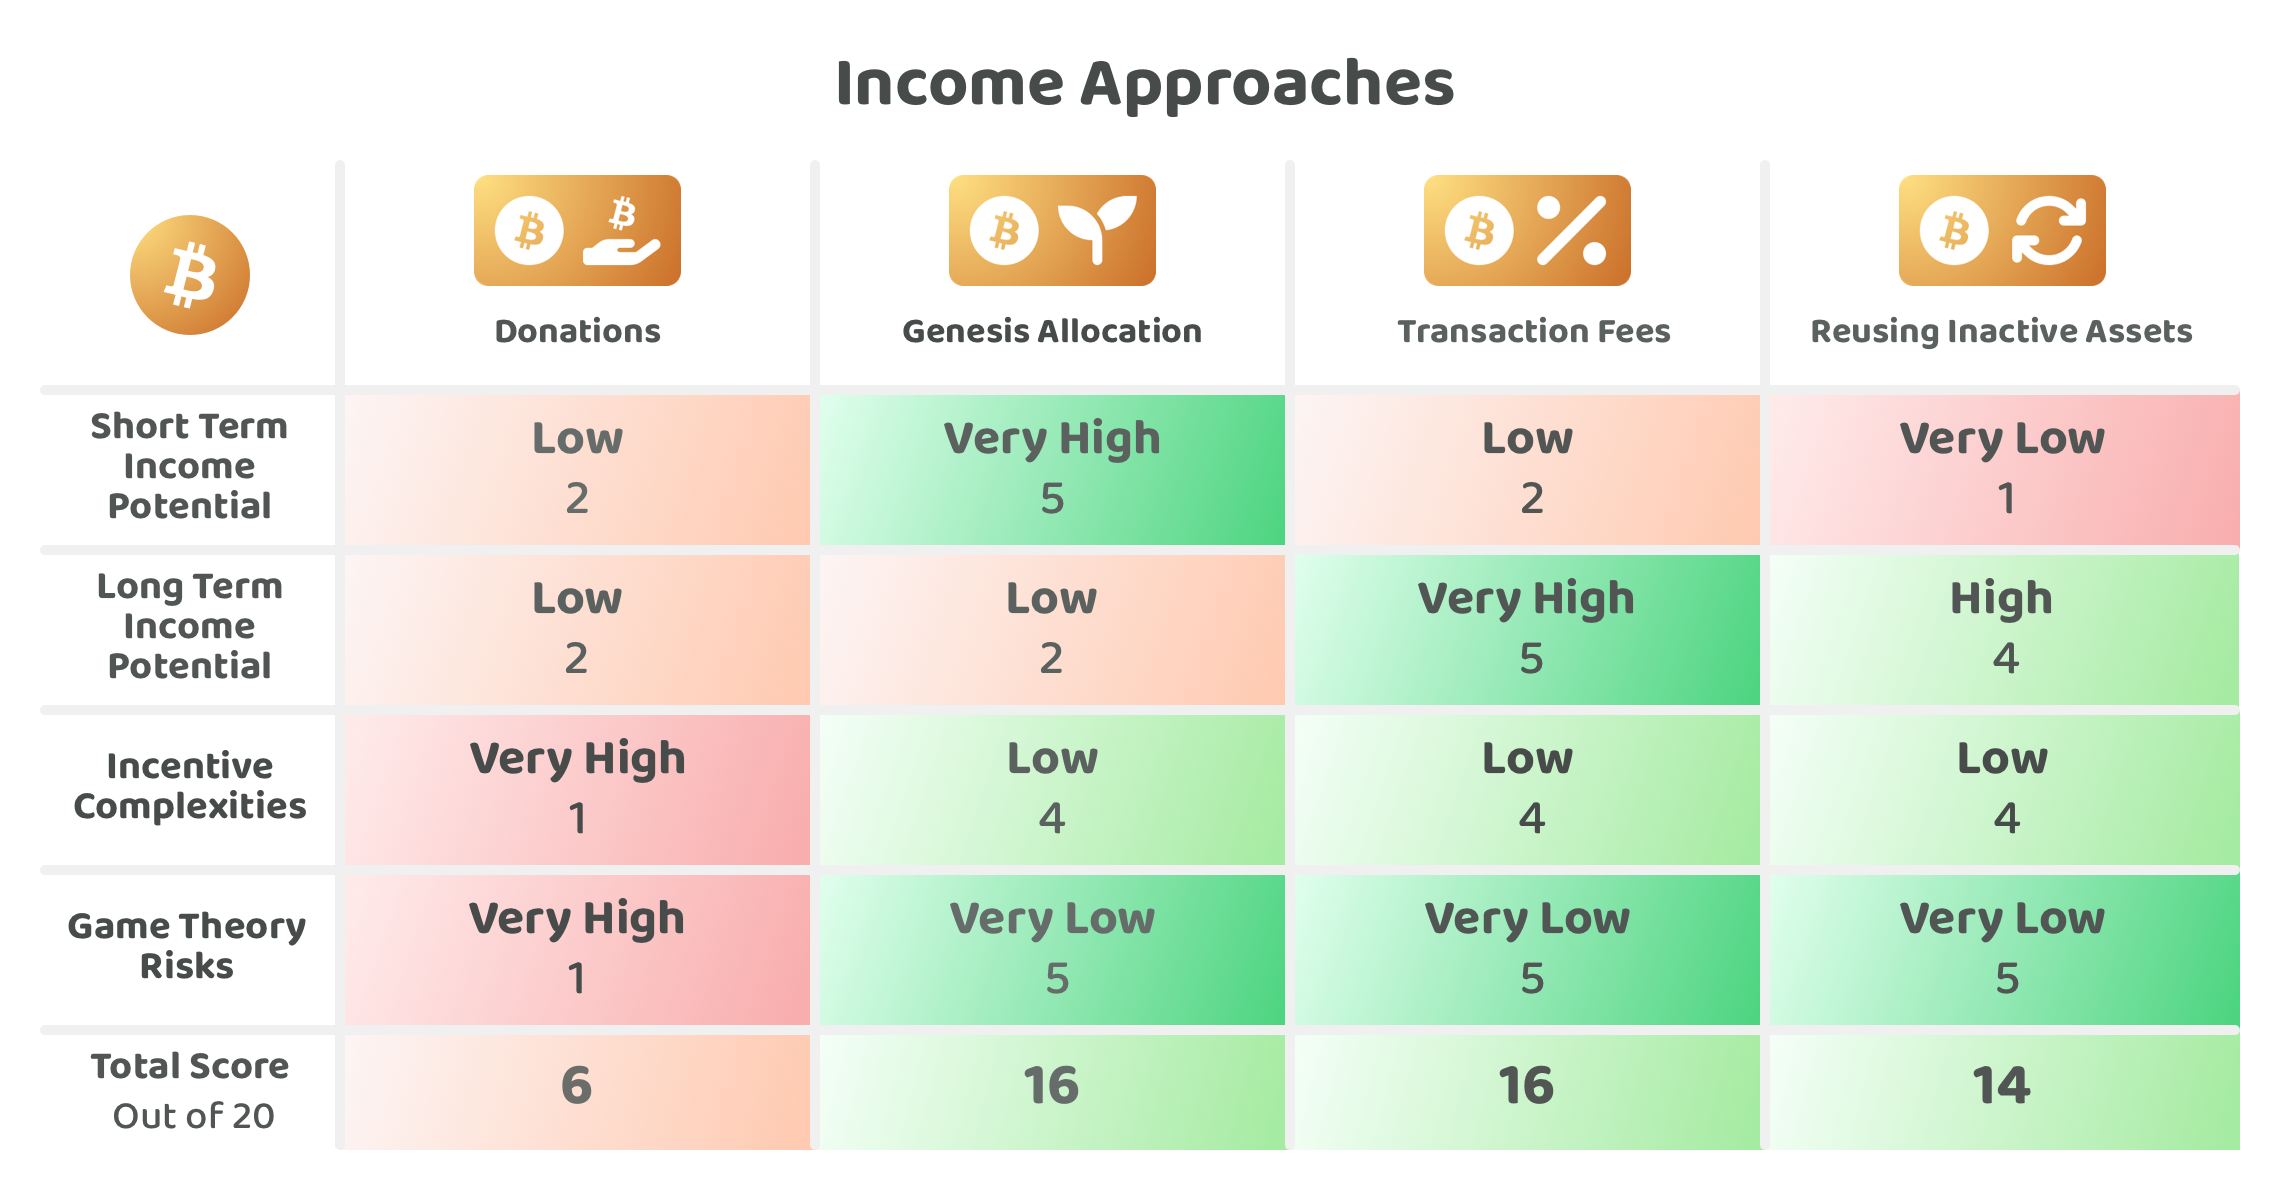 Income Approaches
Donations
Genesis Allocation
Transaction Fees
Reusing Inactive Assets
Short Term
Income
Potential
Low
2
Very High
5
Low
2
Very Low
1
Long Term
Income
Potential
Low
2
Low
2
Very High
5
High
4
Incentive
Complexities
Very High
1
Low
4
Low
4
Low
4
Game Theory
Risks
Very High
1
Very Low
5
Very Low
5
Very Low
5
Total Score
Out of 20
6
16
16
14